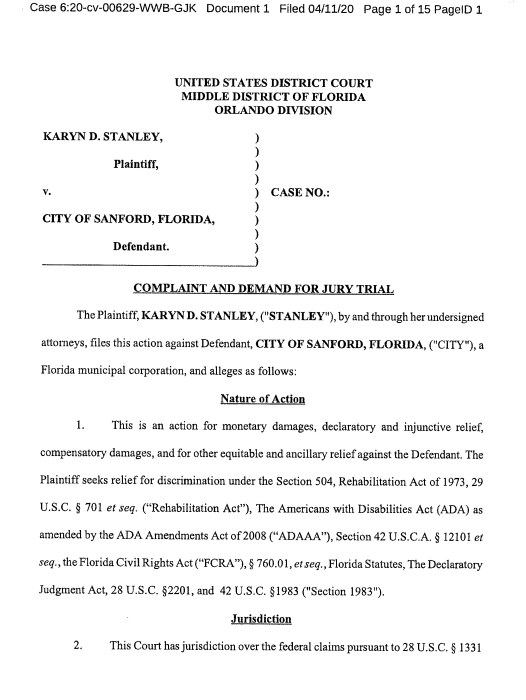 Case 6:20-cv-00629-WWB-GJK Document 1 Filed 04/11/20 Page 1 of 15 PageID 1
UNITED STATES DISTRICT COURT
MIDDLE DISTRICT OF FLORIDA
ORLANDO DIVISION
KARYN D. STANLEY, )
)
Plaintiff, )
)
v. ) CASE NO.:
)
CITY OF SANFORD, FLORIDA, )
)
Defendant. )
)
COMPLAINT AND DEMAND FOR JURY TRIAL
The Plaintiff, KARYN D. STANLEY, ("STANLEY"), by and through her undersigned
attorneys, files this action against Defendant, CITY OF SANFORD, FLORIDA, ("CITY"), a
Florida municipal corporation, and alleges as follows:
Nature of Action
1. This is an action for monetary damages, declaratory and injunctive relief,
compensatory damages, and for other equitable and ancillary relief against the Defendant. The
Plaintiff seeks relief for discrimination under the Section 504, Rehabilitation Act of 1973, 29
U.S.C. § 701 et seq. ("Rehabilitation Act"), The Americans with Disabilities Act (ADA) as
amended by the ADA Amendments Act of 2008 ("ADAAA"), Section 42 U.S.C.A. § 12101 et
seq., the Florida Civil Rights Act ("FCRA"), § 760.01, et seq., Florida Statutes, The Declaratory
Judgment Act, 28 U.S.C. §2201, and 42 U.S.C. §1983 ("Section 1983").
Jurisdiction
2. This Court has jurisdiction over the federal claims pursuant to 28 U.S.C. § 1331